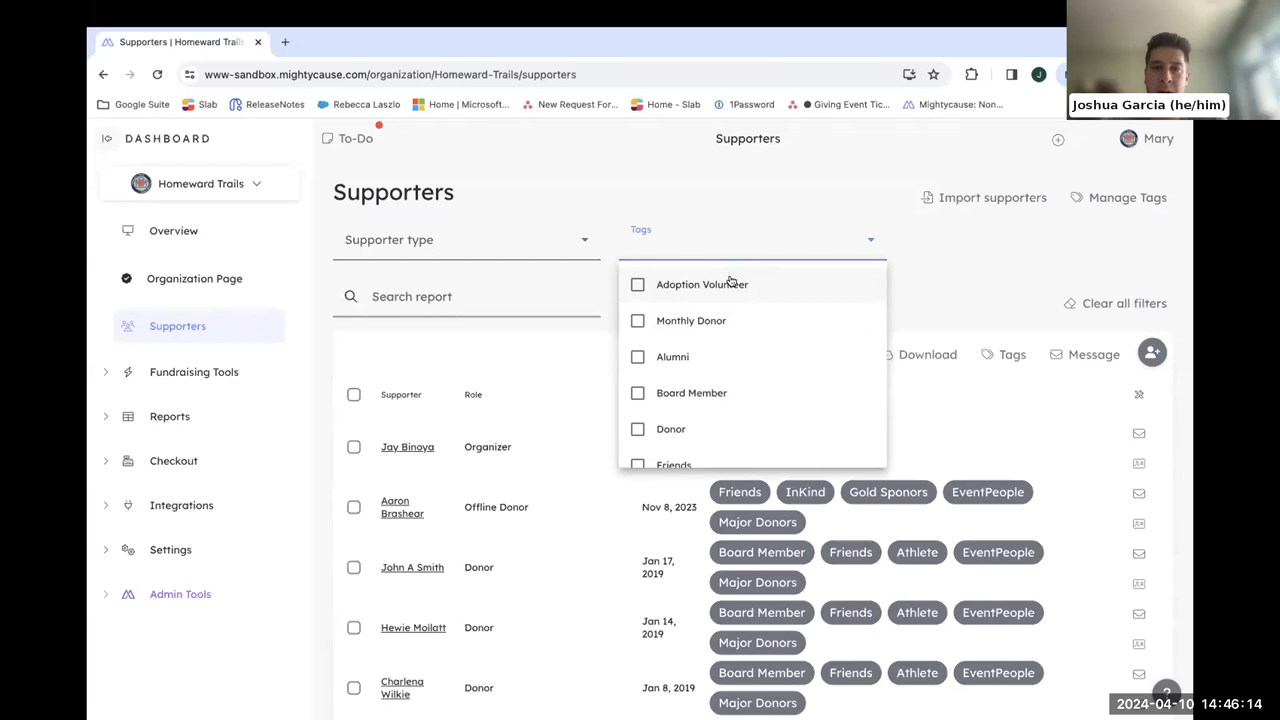 Supporters | Homeward Trails
www-sandbox.mightycause.com/organization/Homeward-Trails/supporters
J
Joshua Garcia (he/him)
Google Suite
Slab
ReleaseNotes
Rebecca Laszlo
Home | Microsoft...
New Request For...
Home - Slab
1Password
Giving Event Tic...
Mightycause: Non...
DASHBOARD
To-Do
Supporters
Mary
Homeward Trails
Overview
Organization Page
Supporters
Fundraising Tools
Reports
Checkout
Integrations
Settings
Admin Tools
Supporters
Import supporters
Manage Tags
Supporter type
Tags
Search report
Clear all filters
Adoption Volunteer
Monthly Donor
Alumni
Board Member
Donor
Friends
Download
Tags
Message
Supporter
Role
Jay Binoya
Organizer
Aaron
Brashear
Offline Donor
Nov 8, 2023
Friends
InKind
Gold Sponors
EventPeople
Major Donors
John A Smith
Donor
Jan 17,
2019
Board Member
Friends
Athlete
EventPeople
Major Donors
Hewie Moilatt
Donor
Jan 14,
2019
Board Member
Friends
Athlete
EventPeople
Major Donors
Charlena
Wilkie
Donor
Jan 8, 2019
Board Member
Friends
Athlete
EventPeople
Major Donors
?
2024-04-10 14:46:14